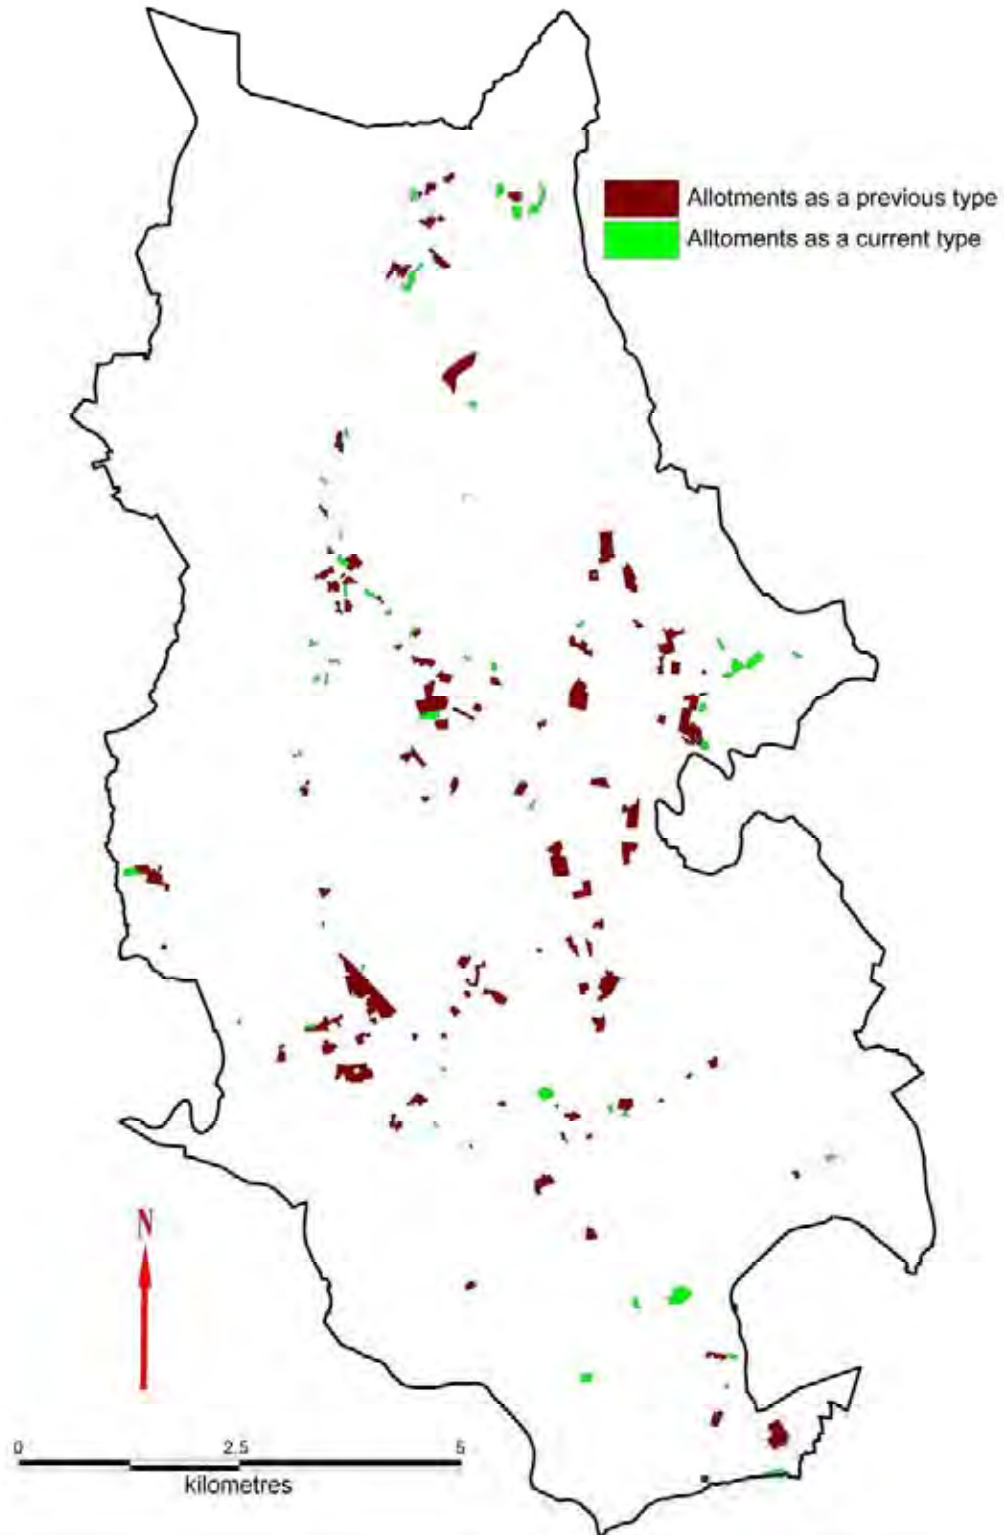 Allotments as a previous type
Alltoments as a current type
N
0 2.5 5
kilometres